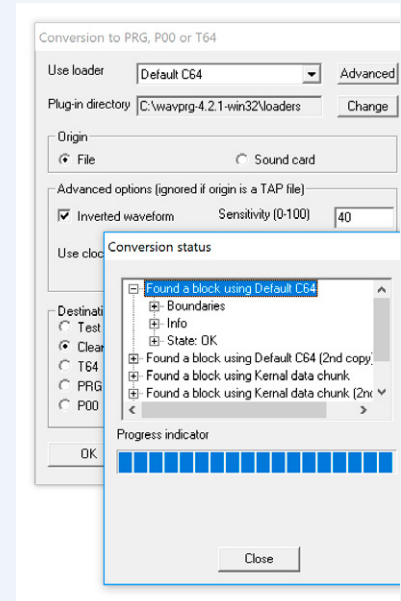 Conversion to PRG, P00 or T64
Use loader Default C64 Advanced
Plug-in directory C:\wavprg-4.2.1-win32\loaders Change
Origin
File Sound card
Advanced options (ignored if origin is a TAP file)
Inverted waveform Sensitivity (0-100) 40
Use cloc
Conversion status
Found a block using Default C64
Boundaries
Info
State: OK
Found a block using Default C64 (2nd copy)
Found a block using Kernal data chunk
Found a block using Kernal data chunk (2nd
Progress indicator
Close
Destinati
Test
Clear
T64
PRG
P00
OK